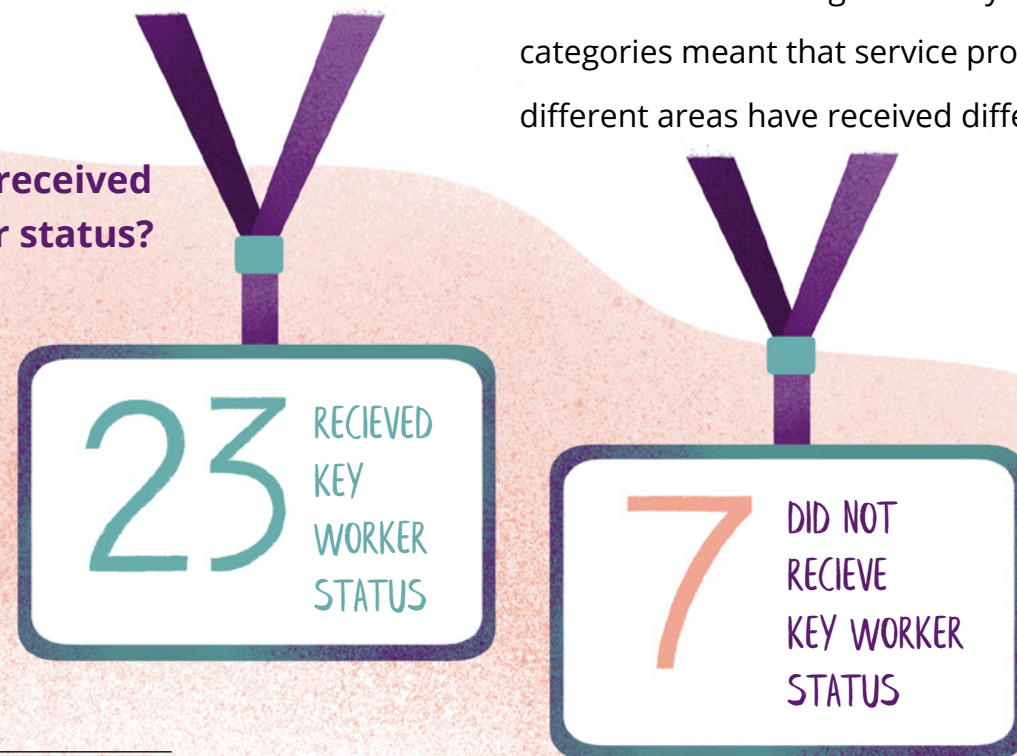 categories meant that service pro
different areas have received diffe
received
r status?
23
RECIEVED
KEY
WORKER
STATUS
7
DID NOT
RECIEVE
KEY WORKER
STATUS